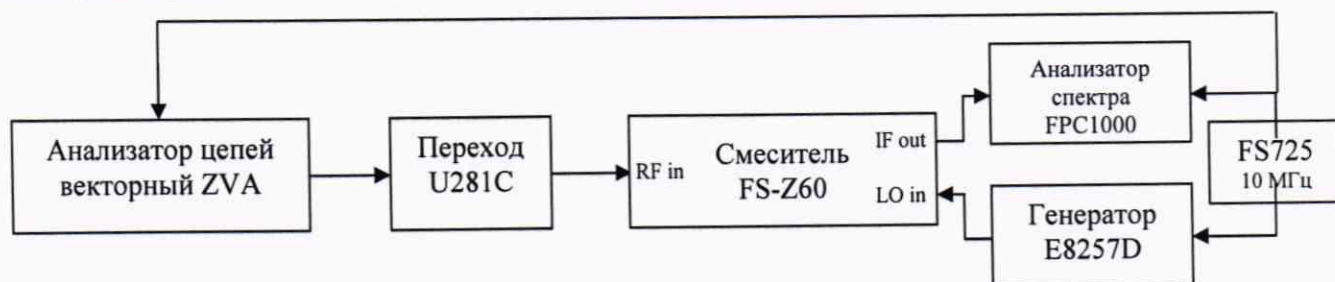 Анализатор цепей
векторный ZVA
Переход
U281C
RF in
Смеситель
FS-Z60
IF out
LO in
Анализатор
спектра
FPC1000
Генератор
E8257D
FS725
10 МГц